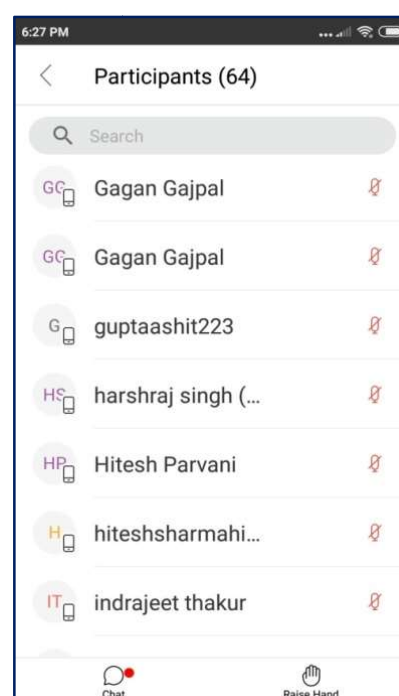 6:27 PM
Participants (64)
Search
GG Gagan Gajpal
GG Gagan Gajpal
G guptaashit223
HS harshraj singh (...
HP Hitesh Parvani
H hiteshsharmahi...
IT indrajeet thakur
Chat Raise Hand